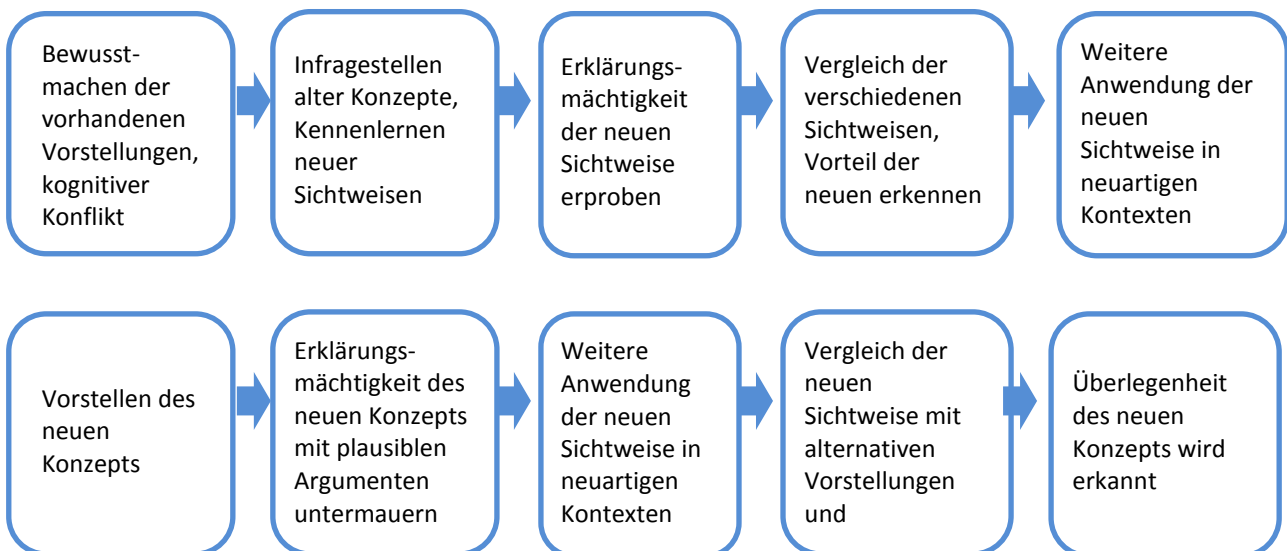 Bewusst-
machen der
vorhandenen
Vorstellungen,
kognitiver
Konflikt
Infragestellen
alter Konzepte,
Kennenlernen
neuer
Sichtweisen
Erklärungs-
mächtigkeit
der neuen
Sichtweise
erproben
Vergleich der
verschiedenen
Sichtweisen,
Vorteil der
neuen erkennen
Weitere
Anwendung der
neuen
Sichtweise in
neuartigen
Kontexten
Vorstellen des
neuen
Konzepts
Erklärungs-
mächtigkeit des
neuen Konzepts
mit plausiblen
Argumenten
untermauern
Weitere
Anwendung
der neuen
Sichtweise in
neuartigen
Kontexten
Vergleich der
neuen
Sichtweise mit
alternativen
Vorstellungen
und
Überlegenheit
des neuen
Konzepts wird
erkannt